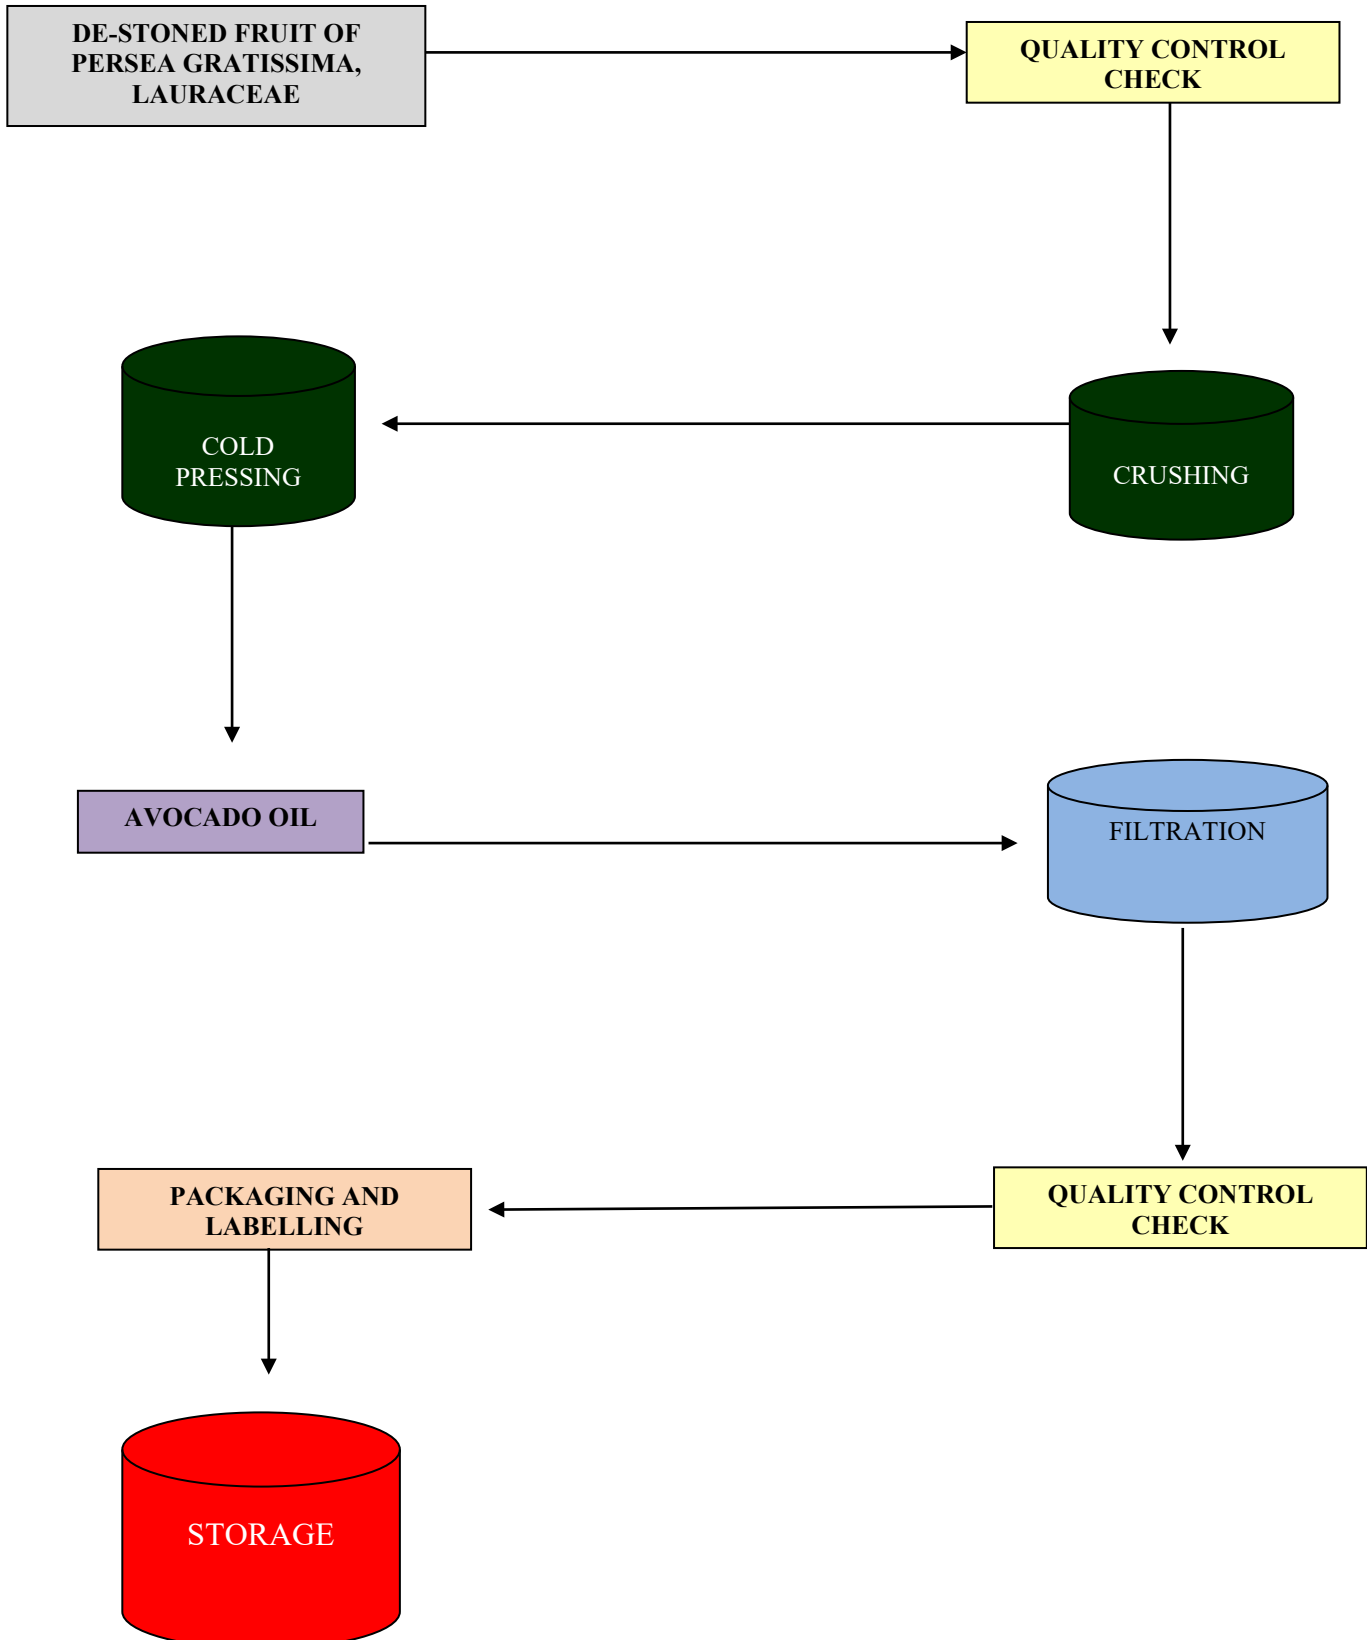 DE-STONED FRUIT OF
PERSEA GRATISSIMA,
LAURACEAE
QUALITY CONTROL
CHECK
COLD
PRESSING
CRUSHING
AVOCADO OIL
FILTRATION
PACKAGING AND
LABELLING
QUALITY CONTROL
CHECK
STORAGE